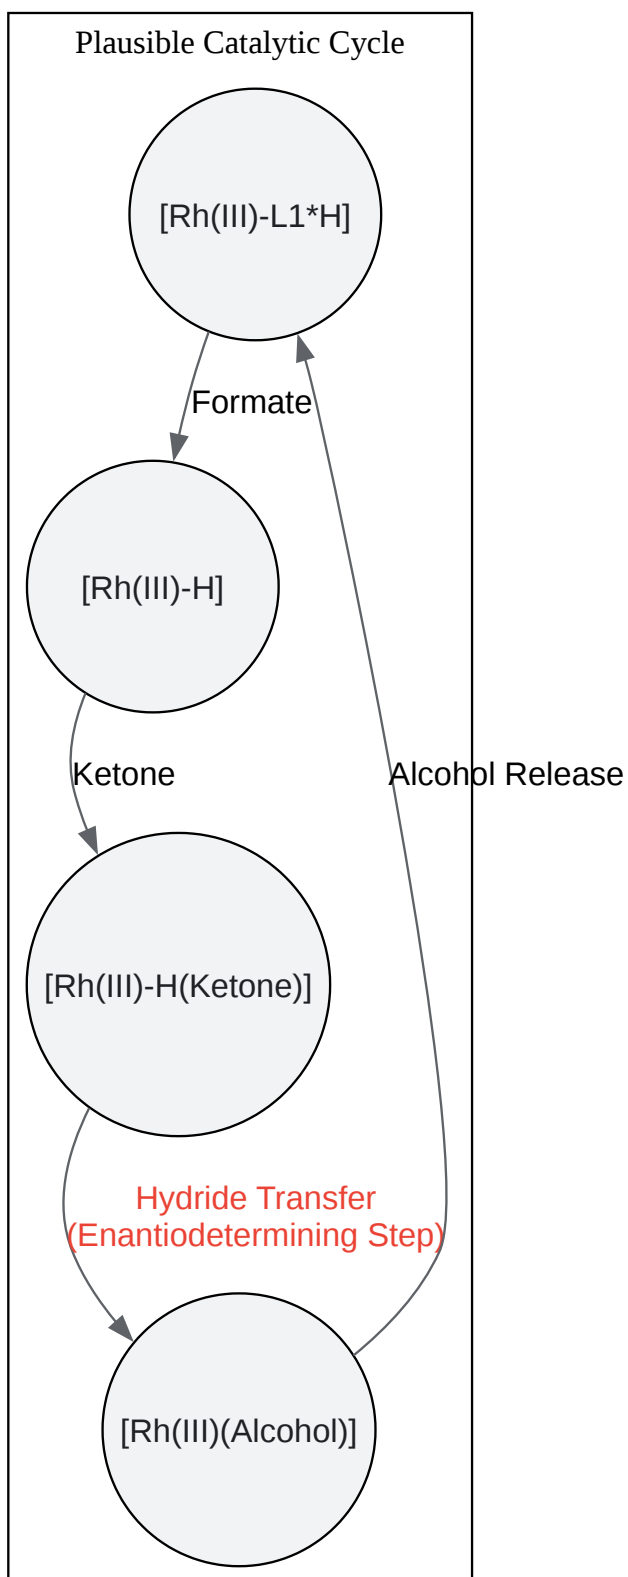 Plausible Catalytic Cycle
[Rh(III)-L1*H]
Formate
[Rh(III)-H]
Ketone
Alcohol Release
[Rh(III)-H(Ketone)]
Hydride Transfer
(Enantiodetermining Step)
[Rh(III)(Alcohol)]